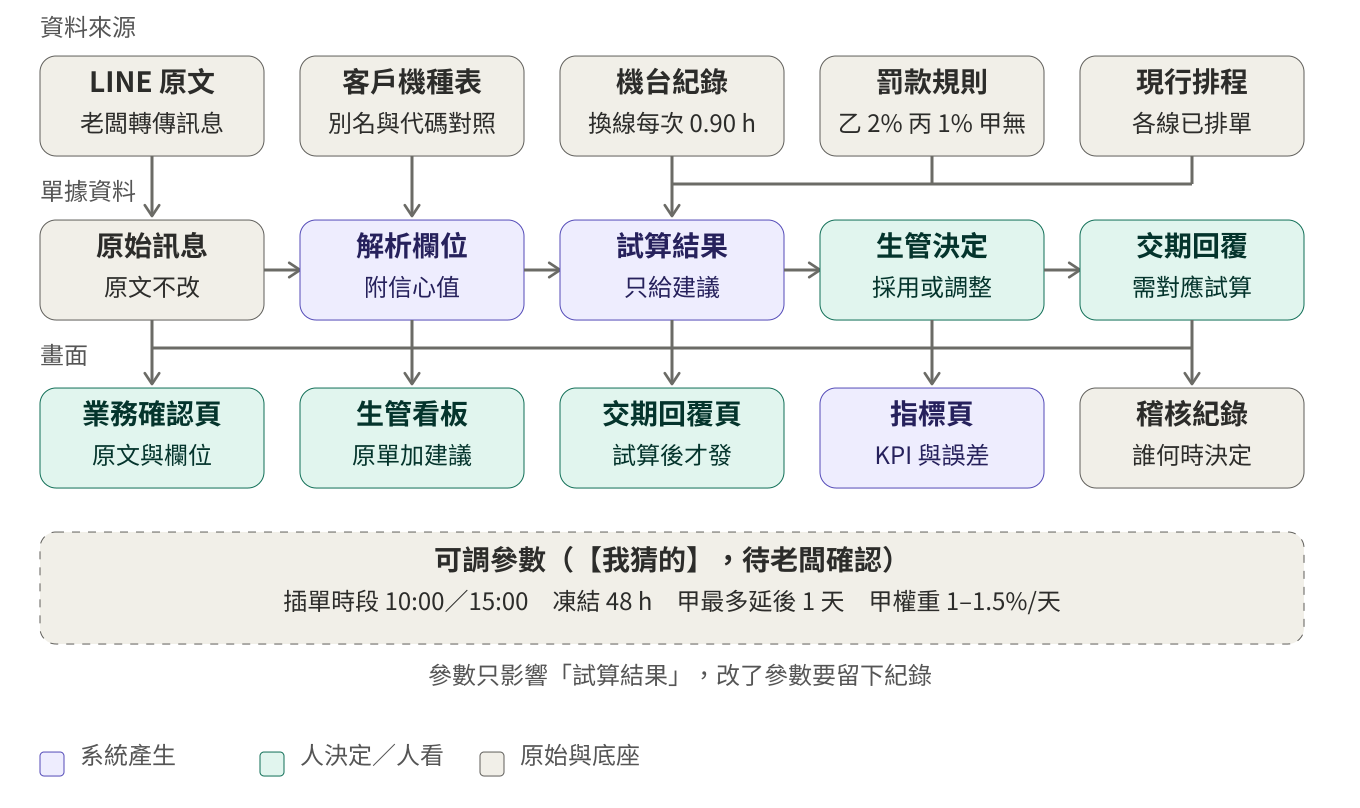 資料來源
LINE 原文
老闆轉傳訊息
客戶機種表
別名與代碼對照
機台紀錄
換線每次 0.90 h
罰款規則
乙 2% 丙 1% 甲無
現行排程
各線已排單
單據資料
原始訊息
原文不改
解析欄位
附信心值
試算結果
只給建議
生管決定
採用或調整
交期回覆
需對應試算
畫面
業務確認頁
原文與欄位
生管看板
原單加建議
交期回覆頁
試算後才發
指標頁
KPI 與誤差
稽核紀錄
誰何時決定
可調參數（【我猜的】，待老闆確認）
插單時段 10:00／15:00　凍結 48 h　甲最多延後 1 天　甲權重 1–1.5%/天
參數只影響「試算結果」，改了參數要留下紀錄
系統產生
人決定／人看
原始與底座